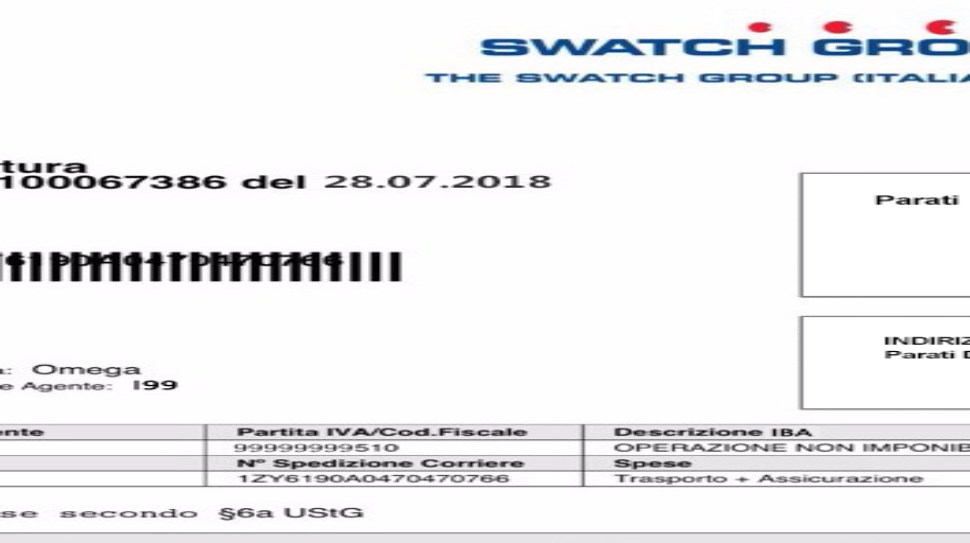 SWATCH GRO
THE SWATCH GROUP (ITALIA
tura
100067386 del 28.07.2018
Parati
INDIRIZ
Parati D
a: Omega
e Agente: I99
ente
Partita IVA/Cod.Fiscale
Descrizione IBA
99999999510
OPERAZIONE NON IMPONIB
N° Spedizione Corriere
Spese
1ZY6190A0470470766
Trasporto + Assicurazione
se secondo §6a UStG